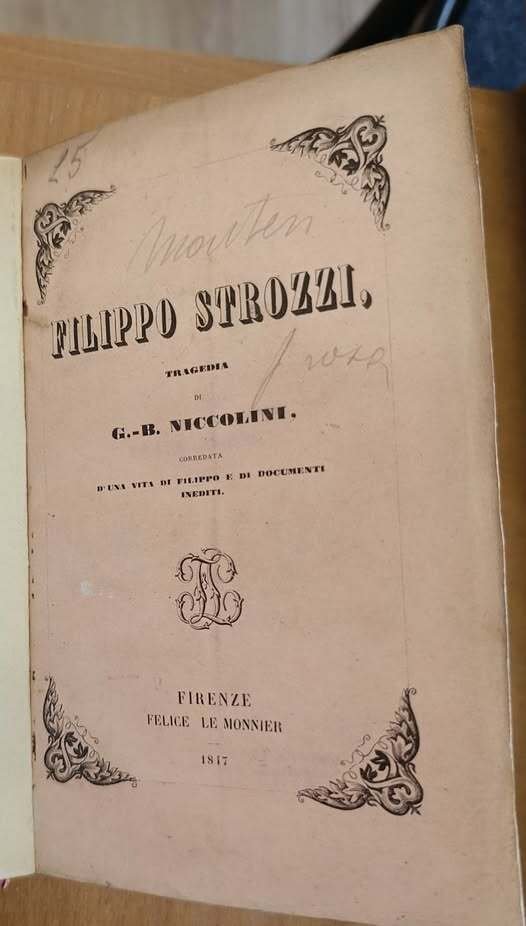 25
FILIPPO STROZZI,
TRAGEDIA
DI
G.-B. NICCOLINI,
CORREDATA
D'UNA VITA DI FILIPPO E DI DOCUMENTI
INEDITI.
FIRENZE
FELICE LE MONNIER
1847